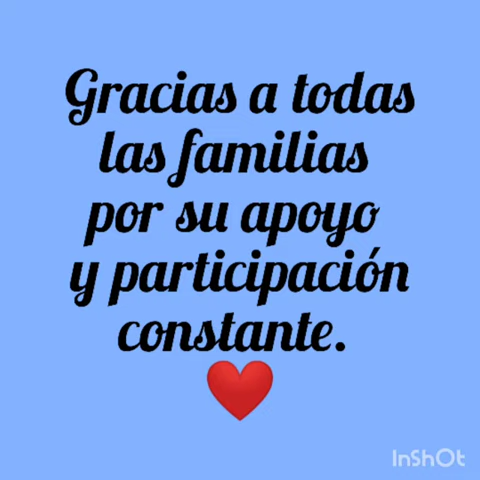 Gracias a todas
las familias
por su apoyo
y participación
constante.
InShOt